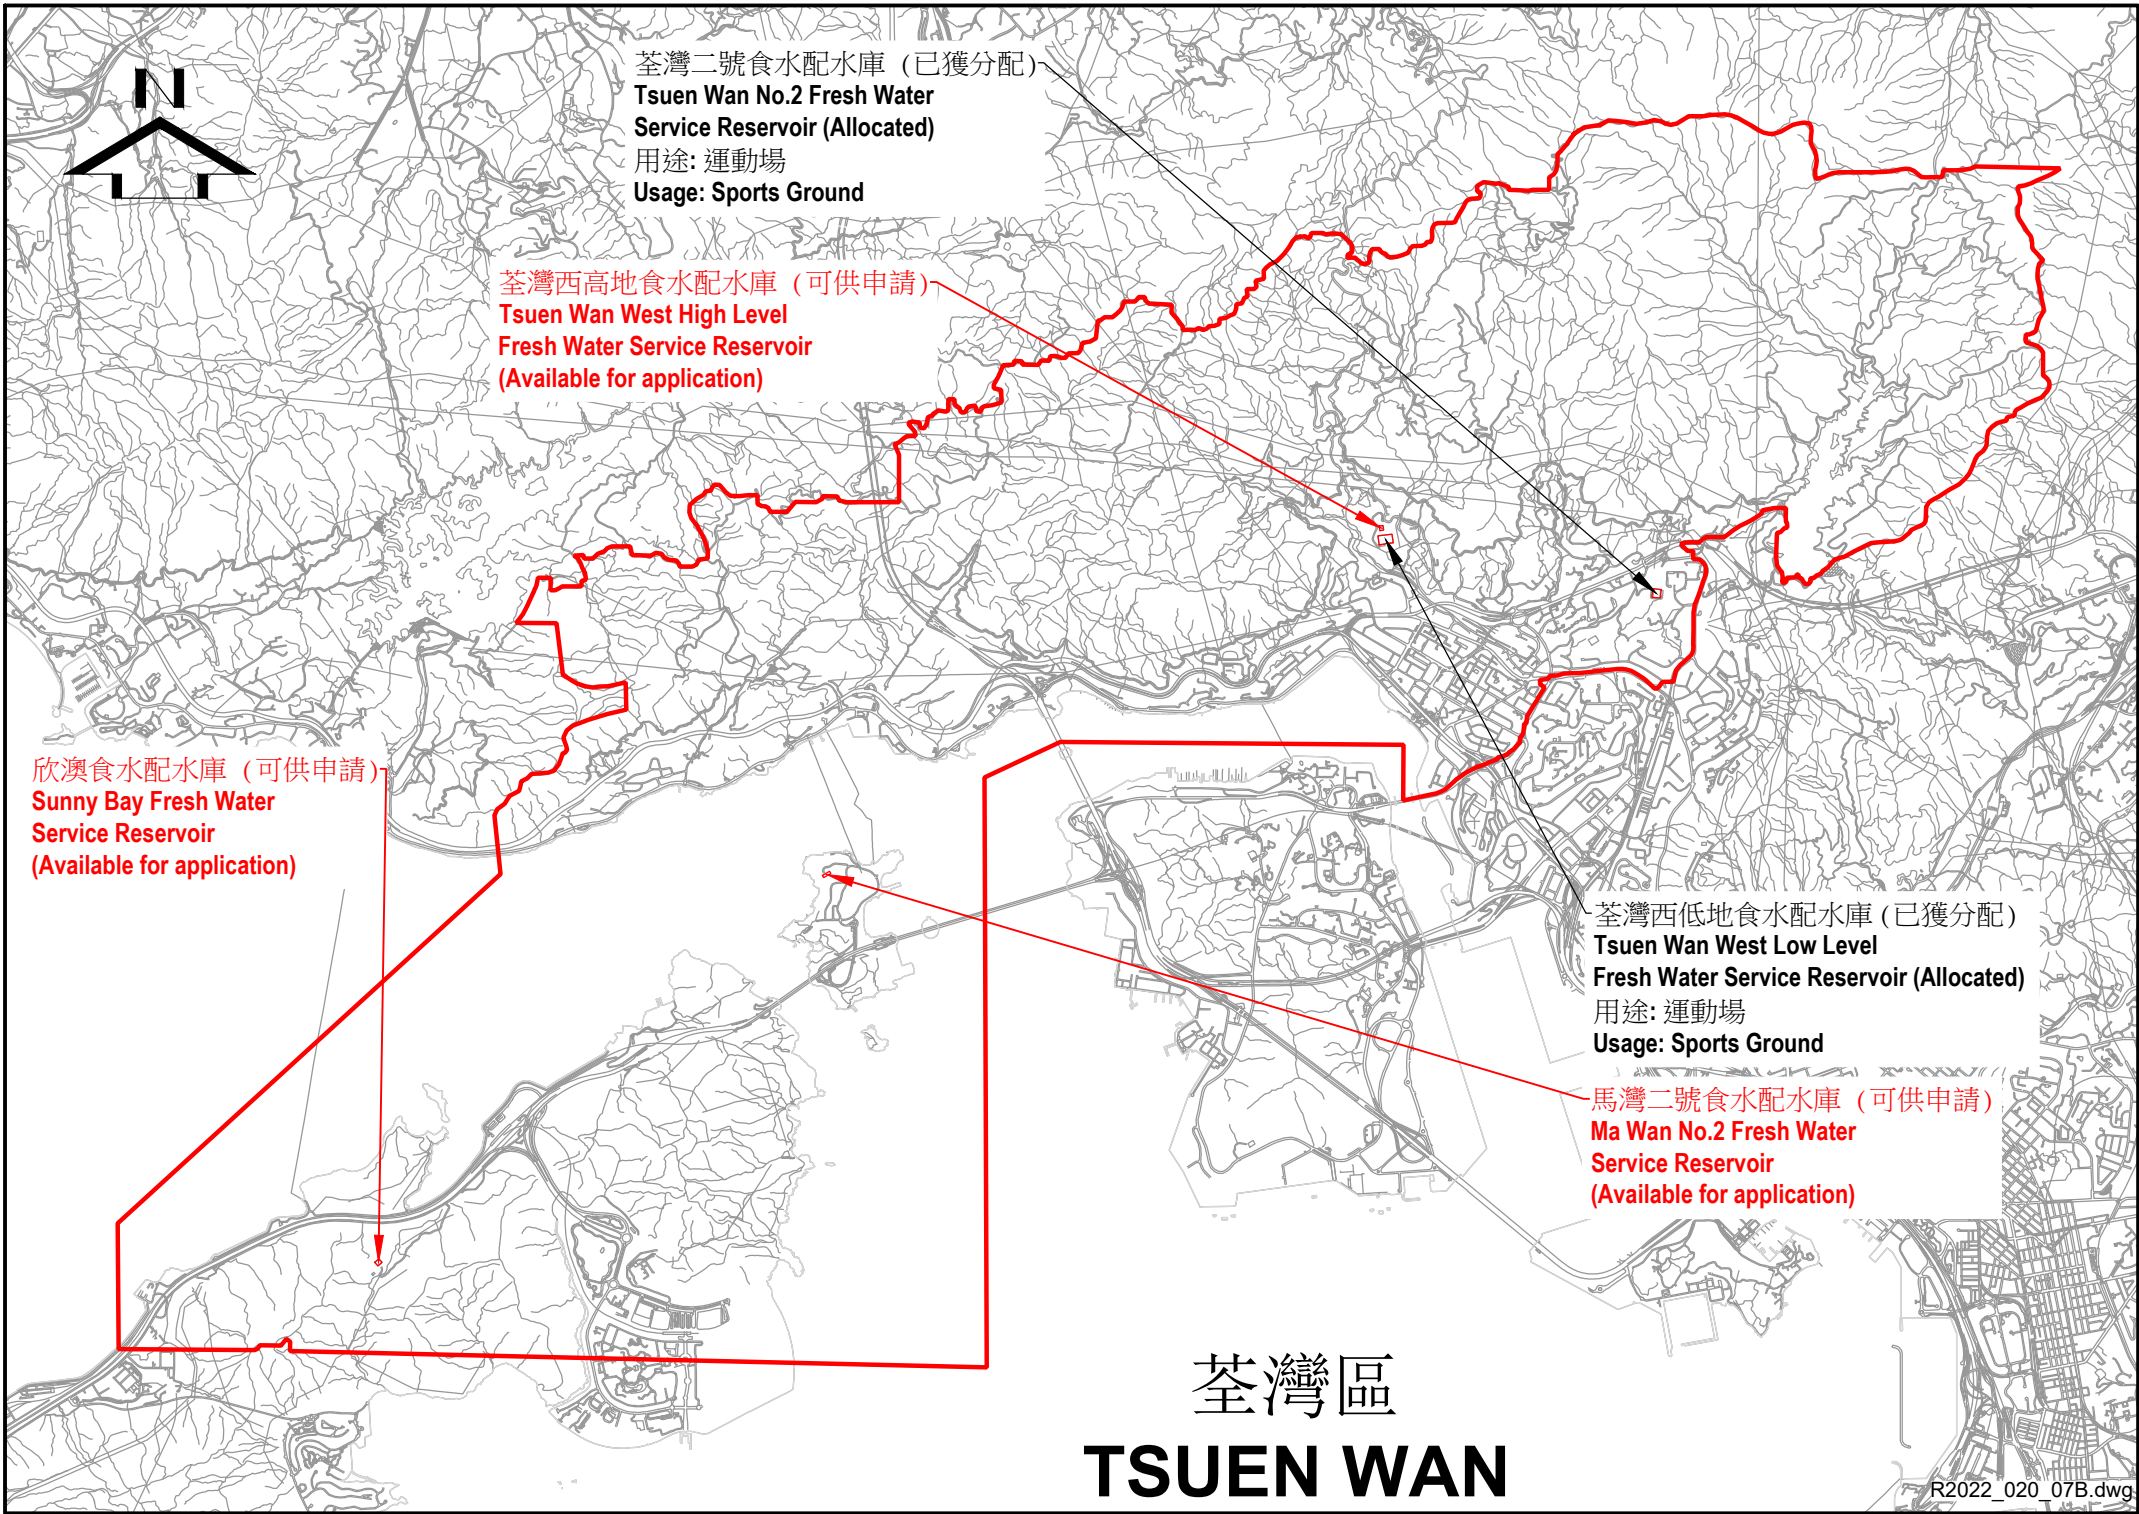 N
荃灣二號食水配水庫 (已獲分配)
Tsuen Wan No.2 Fresh Water
Service Reservoir (Allocated)
用途: 運動場
Usage: Sports Ground
荃灣西高地食水配水庫 (可供申請)
Tsuen Wan West High Level
Fresh Water Service Reservoir
(Available for application)
欣澳食水配水庫 (可供申請)
Sunny Bay Fresh Water
Service Reservoir
(Available for application)
荃灣西低地食水配水庫 (已獲分配)
Tsuen Wan West Low Level
Fresh Water Service Reservoir (Allocated)
用途: 運動場
Usage: Sports Ground
馬灣二號食水配水庫 (可供申請)
Ma Wan No.2 Fresh Water
Service Reservoir
(Available for application)
荃灣區
TSUEN WAN
R2022_020_07B.dwg